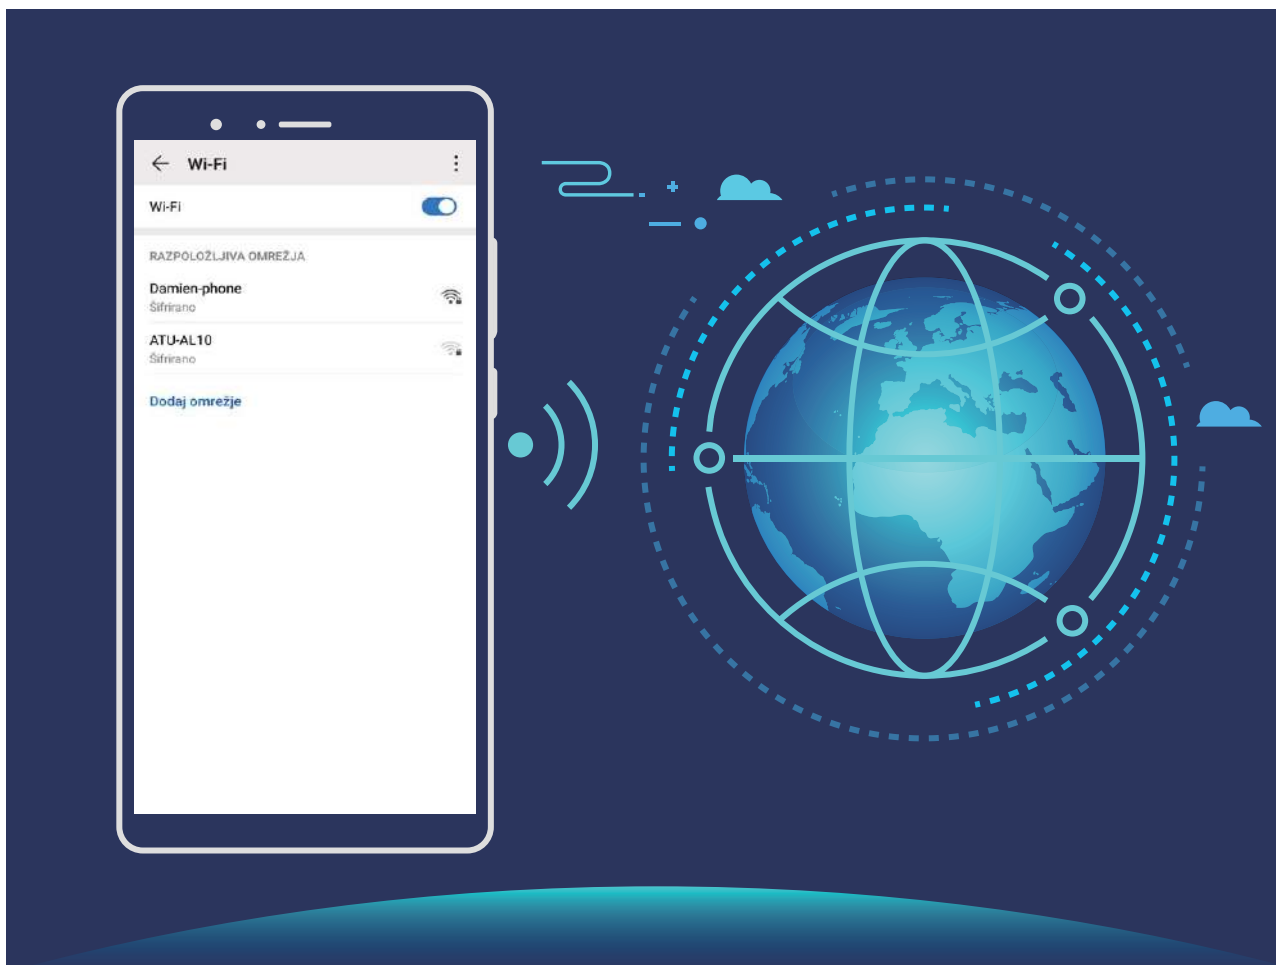 Wi-Fi
Wi-Fi
RAZPOLOŽLJIVA OMREŽJA
Damien-phone
Šifrirano
ATU-AL10
Šifrirano
Dodaj omrežje